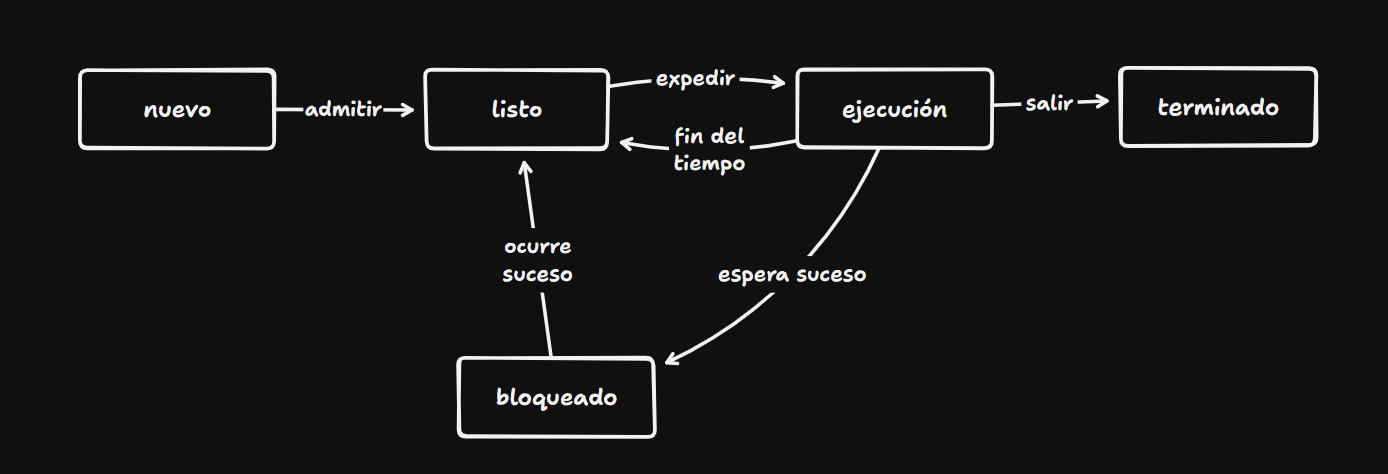 nuevo
admitir
listo
expedir
fin del
tiempo
ejecución
salir
terminado
ocurre
suceso
espera suceso
bloqueado